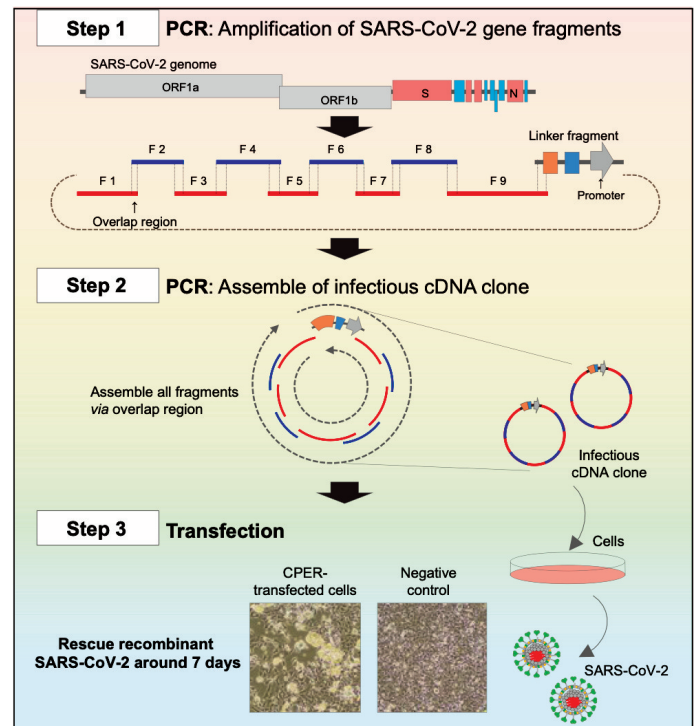 Step 1
PCR: Amplification of SARS-CoV-2 gene fragments
SARS-CoV-2 genome
ORF1a
ORF1b
S
N
F 2
F 4
F 6
F 8
Linker fragment
F 1
F 3
F 5
F 7
F 9
Promoter
Overlap region
Step 2
PCR: Assemble of infectious cDNA clone
Assemble all fragments
via overlap region
Infectious
cDNA clone
Step 3
Transfection
Cells
CPER-
transfected cells
Negative
control
Rescue recombinant
SARS-CoV-2 around 7 days
SARS-CoV-2